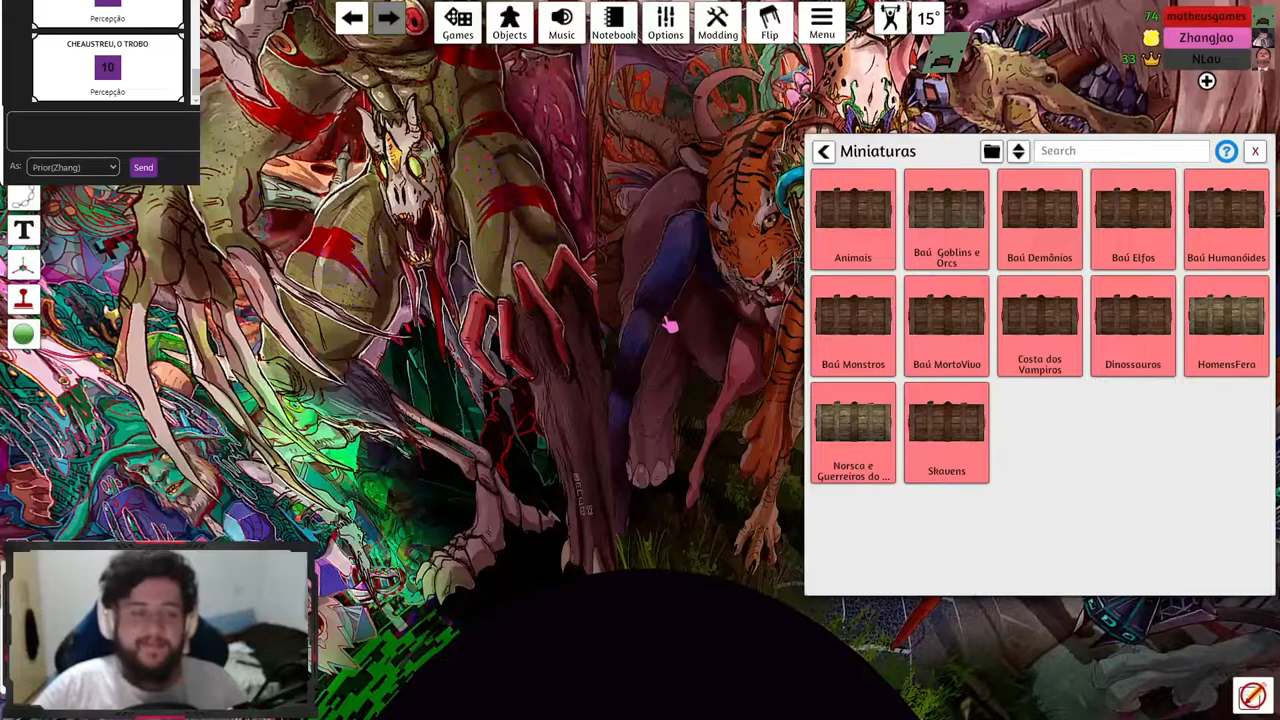 Percepção
CHEAUSTREU, O TROBO
10
Percepção
As: Prior(Zhang) Send
T
Games Objects Music Notebook Options Modding Flip Menu 15°
74 matheusgames
ZhangJao
33 NLau
Miniaturas Search ? X
Animais
Baú Goblins e
Orcs
Baú Demônios
Baú Elfos
Baú Humanóides
Baú Monstros
Baú MortoVivo
Costa dos
Vampiros
Dinossauros
HomensFera
Norsca e
Guerreiros do ...
Skavens